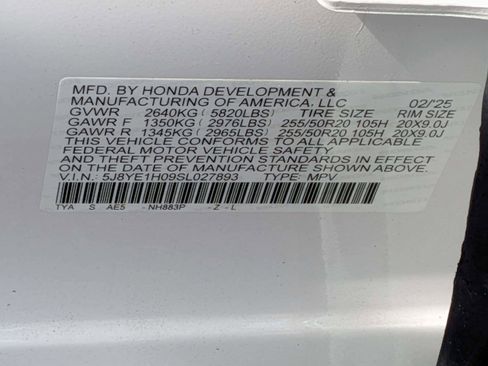 MFD. BY HONDA DEVELOPMENT &
MANUFACTURING OF AMERICA, LLC 02/'25
GVWR 2640KG(5820LBS) TIRE SIZE RIM SIZE
GAWR F 1350KG(2976LBS) 255/50R20 105H 20X9.0J
GAWR R 1345KG(2965LBS) 255/50R20 105H 20X9.0J
THIS VEHICLE CONFORMS TO ALL APPLICABLE
FEDERAL MOTOR VEHICLE SAFETY
AND THEFT PREVENTION STANDARDS IN EFFECT
ON THE DATE OF MANUFACTURE SHOWN ABOVE.
V.I.N.: 5J8YE1H09SL027893 TYPE: MPV
TYA S AE5 -NH883P -Z-L